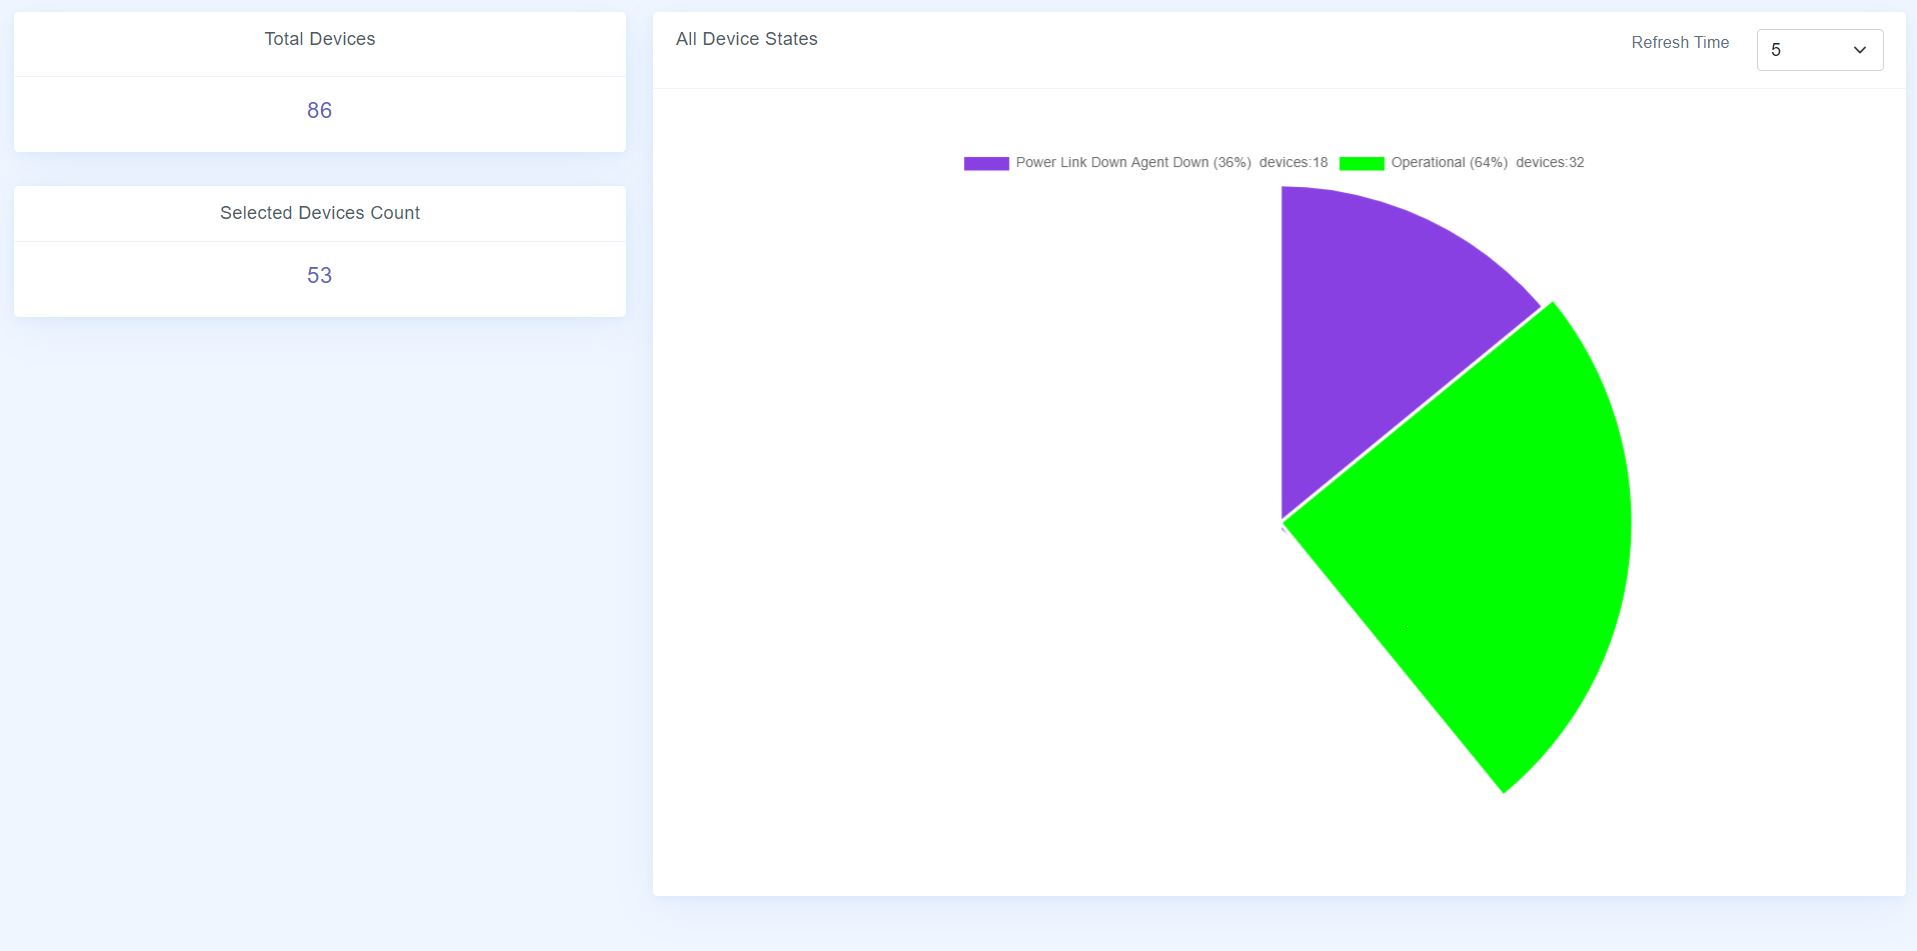 Total Devices
86
Selected Devices Count
53
All Device States
Refresh Time
5
Power Link Down Agent Down (36%)  devices:18
Operational (64%)  devices:32